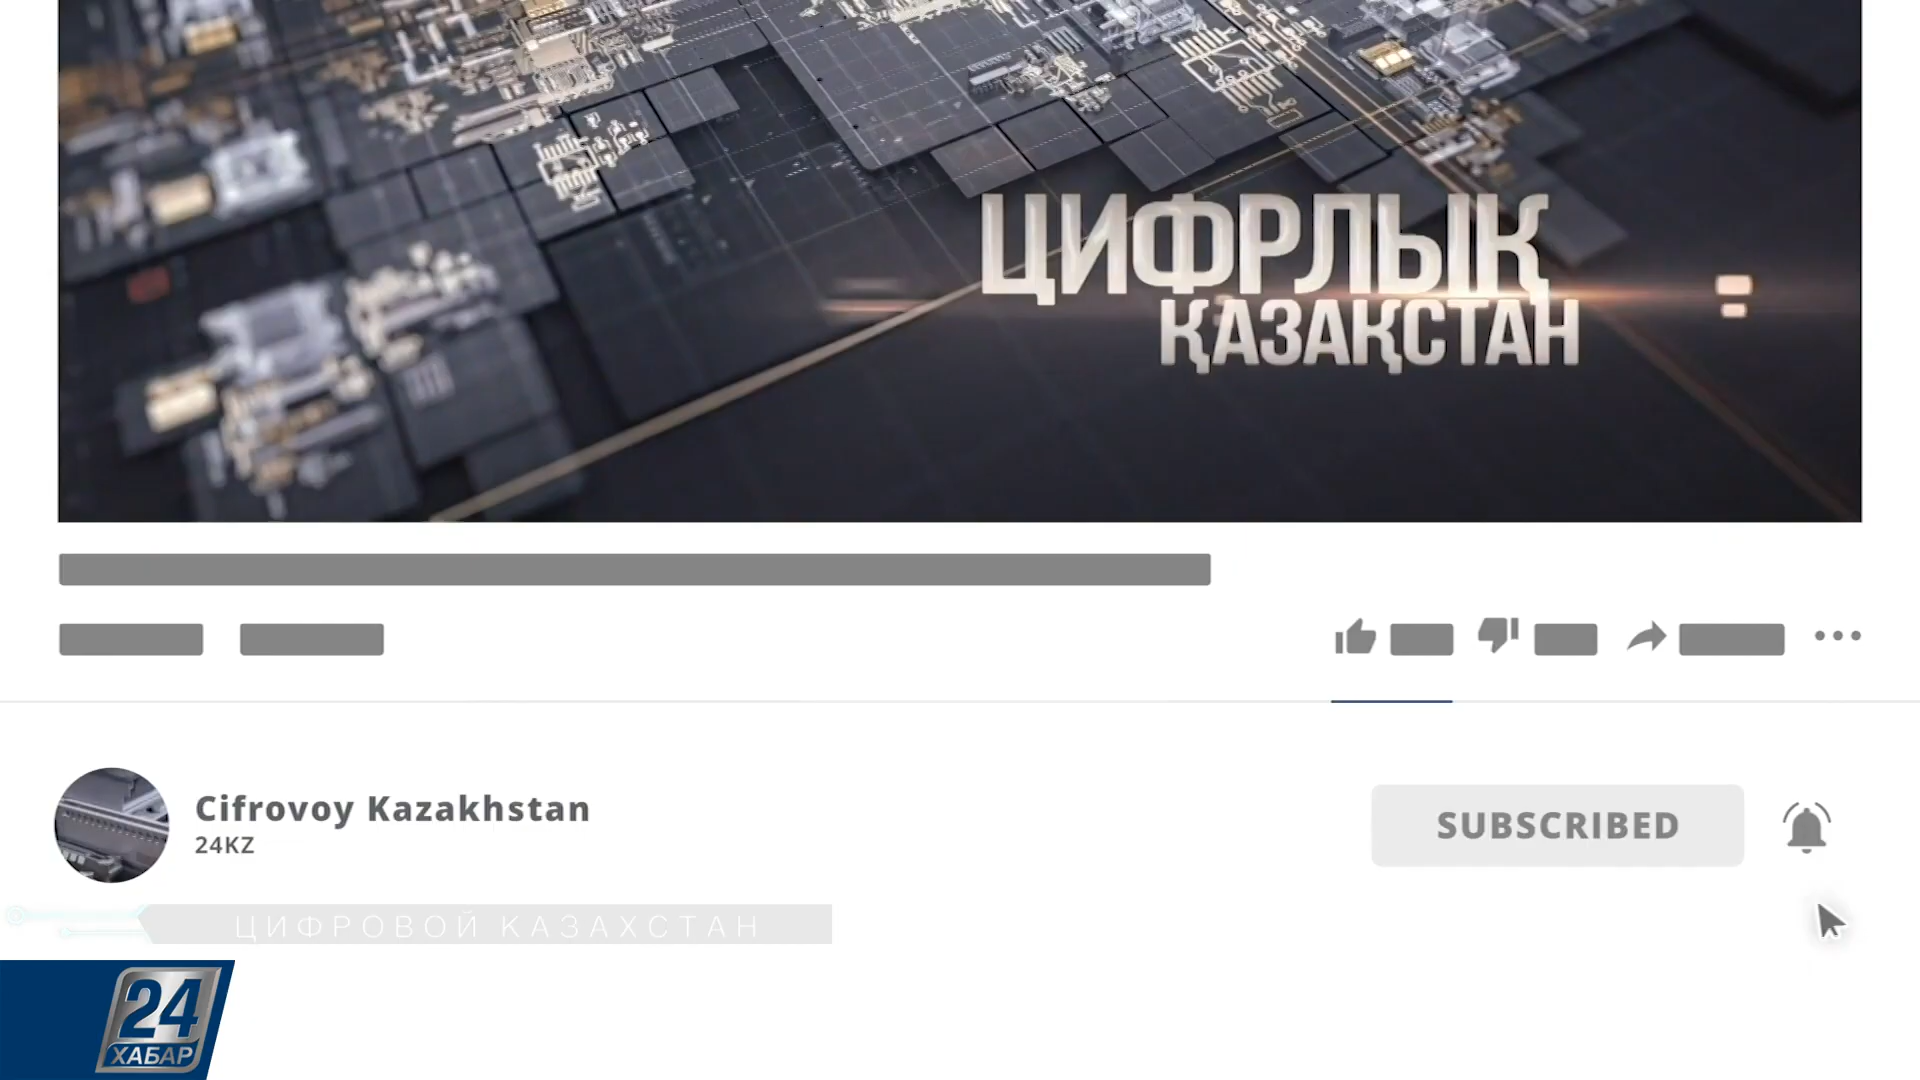 ЦИФРЛЫҚ
ҚАЗАҚСТАН
Cifrovoy Kazakhstan
24KZ
SUBSCRIBED
ЦИФРОВОЙ КАЗАХСТАН
24
ХАБАР